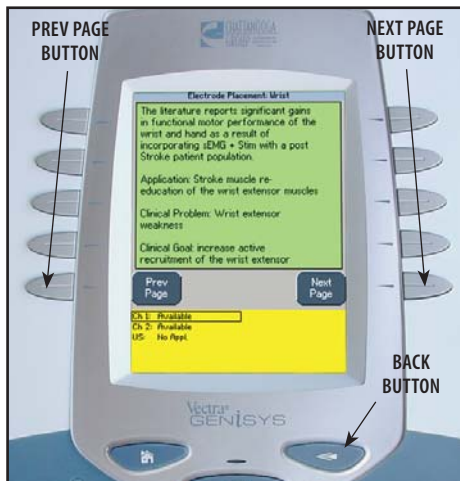 PREV PAGE
BUTTON
NEXT PAGE
BUTTON
CHATTANOOGA
GROUP
Electrode Placement: Wrist
The literature reports significant gains
in functional motor performance of the
wrist and hand as a result of
incorporating sEMG + Stim with a post
Stroke patient population.
Application: Stroke muscle re-
education of the wrist extensor muscles
Clinical Problem: Wrist extensor
weakness
Clinical Goal: increase active
recruitment of the wrist extensor
Prev
Page
Next
Page
Ch 1: Available
Ch 2: Available
US: No Appl.
BACK
BUTTON
Vectra®
GENiSYS